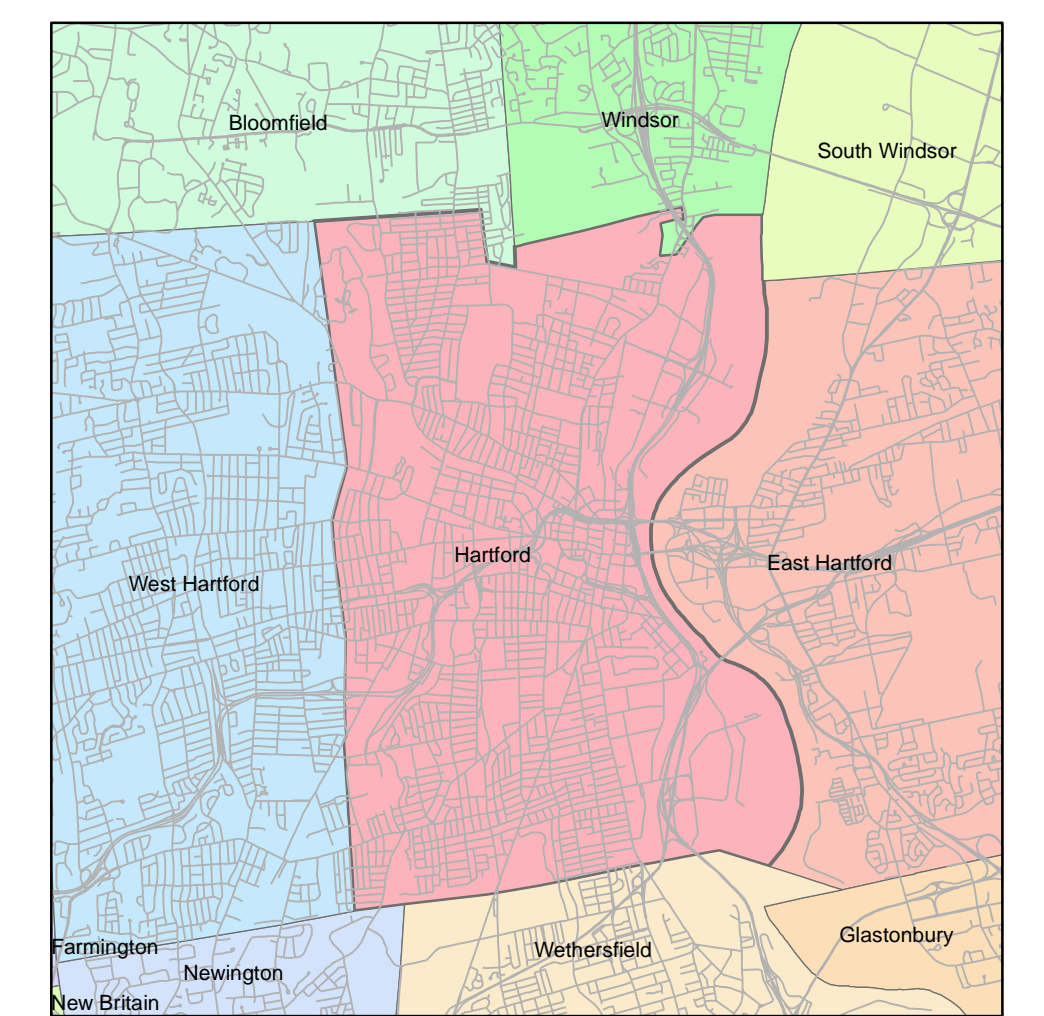 Bloomfield
Windsor
South Windsor
Hartford
East Hartford
West Hartford
Farmington
Glastonbury
Wethersfield
Newington
New Britain